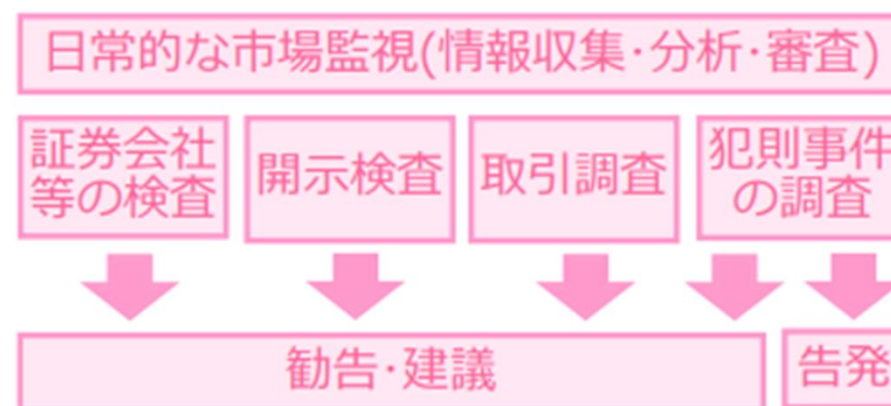 日常的な市場監視(情報収集･分析･審査)
証券会社
等の検査
開示検査
取引調査
犯則事件
の調査
勧告･建議
告発